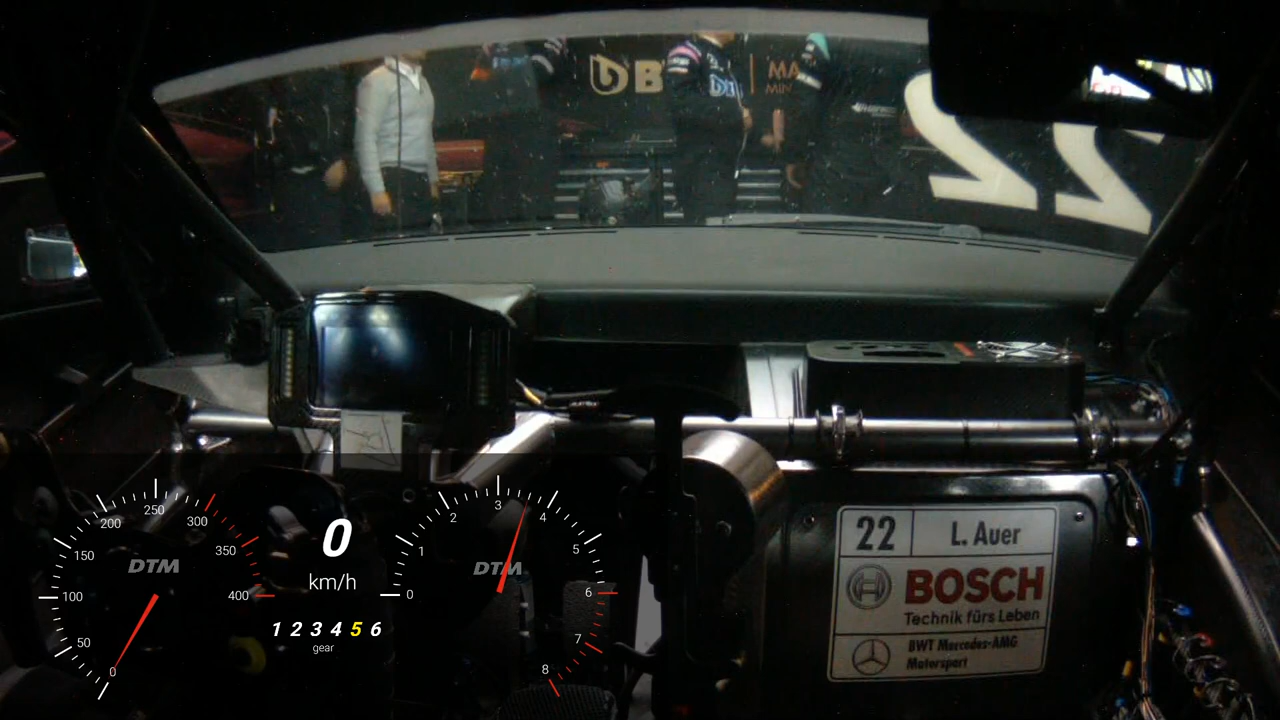 B
MA
MIN
22
0
50
100
150
200
250
300
350
400
DTM
0
km/h
1 2 3 4 5 6
gear
0
1
2
3
4
5
6
7
8
DTM
22
L. Auer
BOSCH
Technik fürs Leben
BWT Mercedes-AMG
Motorsport